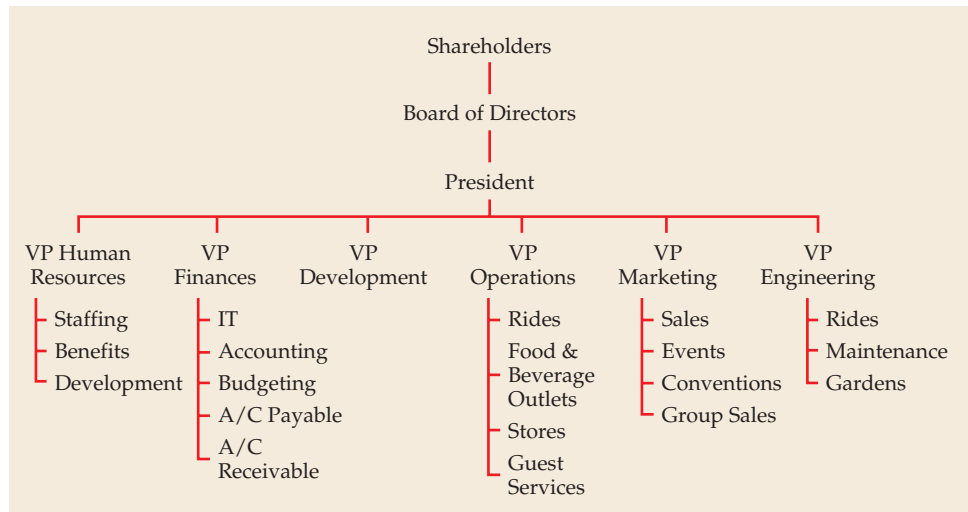 Shareholders
Board of Directors
President
VP Human
Resources
Staffing
Benefits
Development
VP
Finances
IT
Accounting
Budgeting
A/C Payable
A/C
Receivable
VP
Development
VP
Operations
Rides
Food &
Beverage
Outlets
Stores
Guest
Services
VP
Marketing
Sales
Events
Conventions
Group Sales
VP
Engineering
Rides
Maintenance
Gardens